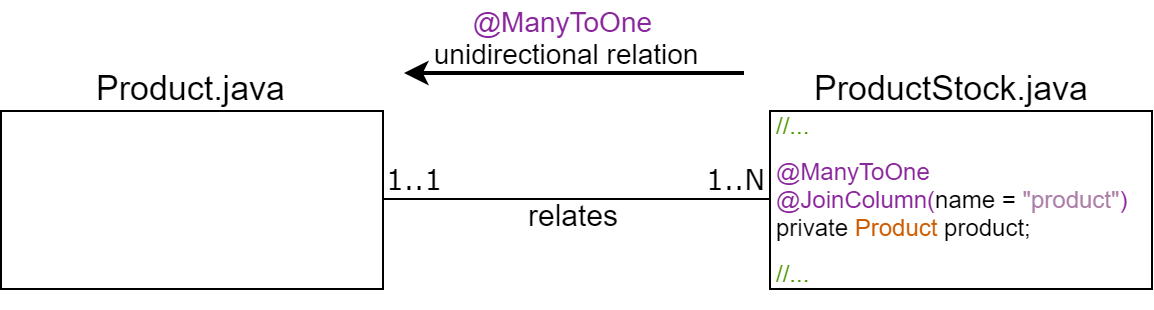 @ManyToOne
unidirectional relation
Product.java
ProductStock.java
1..1
1..N
relates
//...
@ManyToOne
@JoinColumn(name = "product")
private Product product;
//...